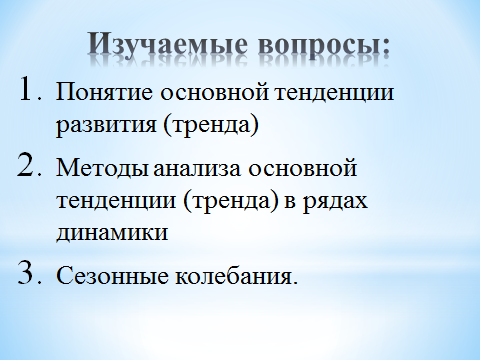 Изучаемые вопросы:
1. Понятие основной тенденции
развития (тренда)
2. Методы анализа основной
тенденции (тренда) в рядах
динамики
3. Сезонные колебания.